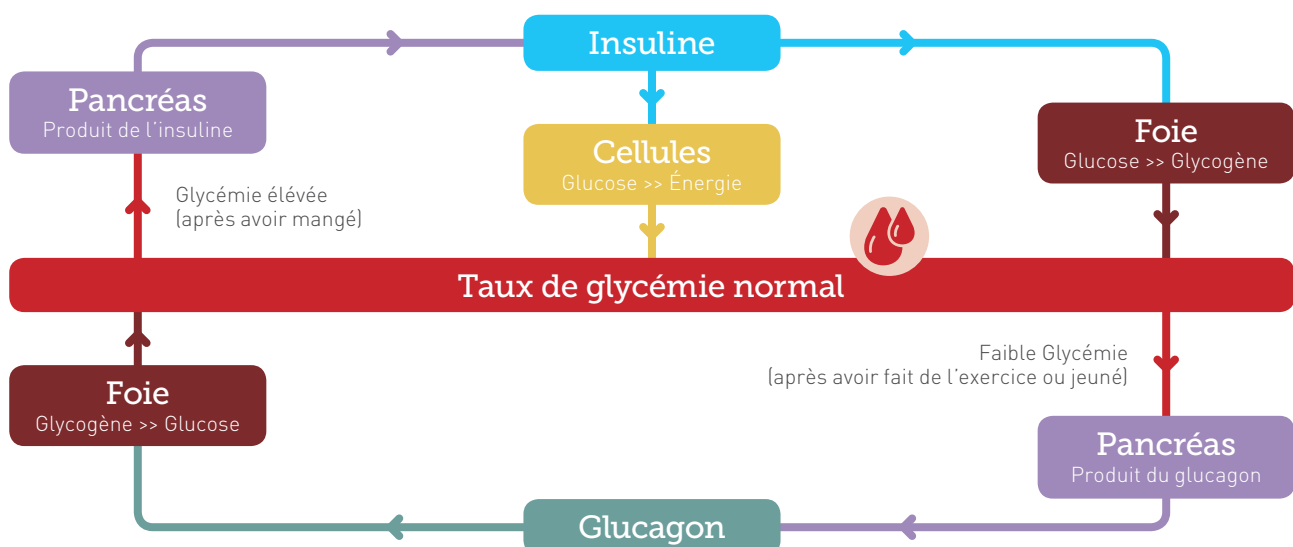 Insuline
Pancréas
Produit de l'insuline
Cellules
Glucose >> Énergie
Foie
Glucose >> Glycogène
Glycémie élévée
(après avoir mangé)
Taux de glycémie normal
Faible Glycémie
(après avoir fait de l'exercice ou jeuné)
Foie
Glycogène >> Glucose
Pancréas
Produit du glucagon
Glucagon